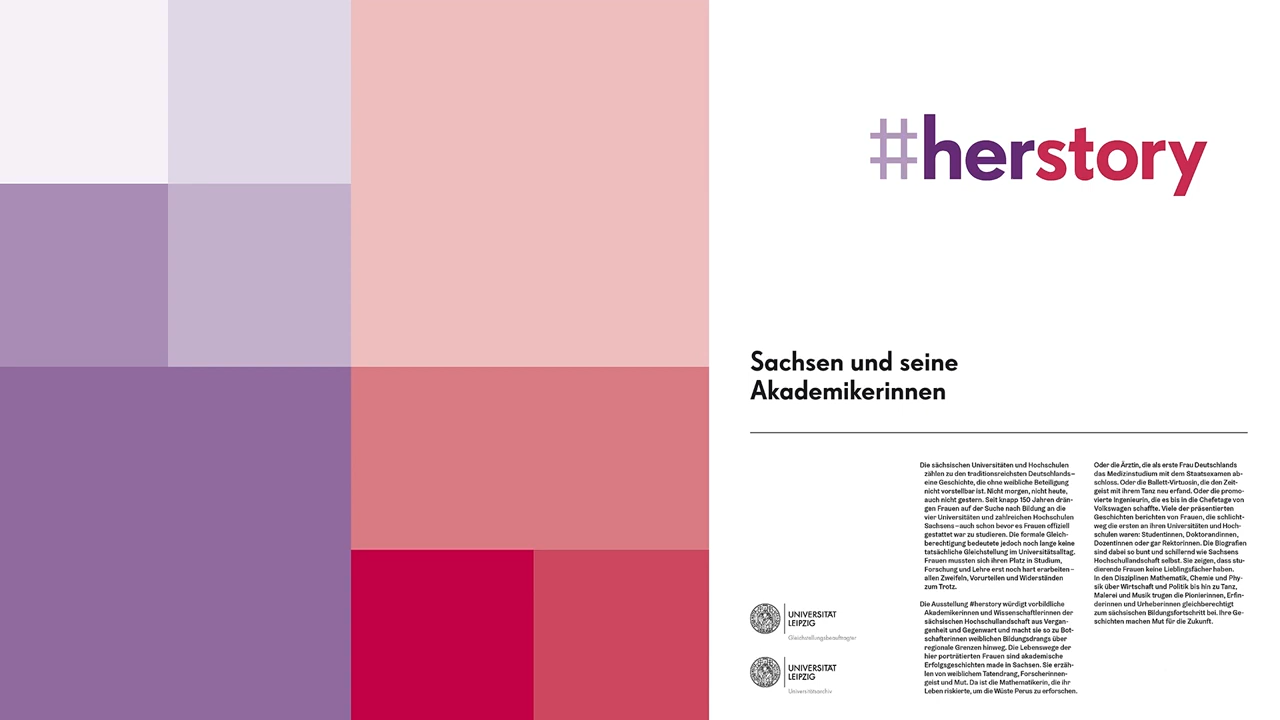 #herstory
Sachsen und seine
Akademikerinnen
Die sächsischen Universitäten und Hochschulen
zählen zu den traditionsreichsten Deutschlands –
eine Geschichte, die ohne weibliche Beteiligung
nicht vorstellbar ist. Nicht morgen, nicht heute,
auch nicht gestern. Seit knapp 150 Jahren drän-
gen Frauen auf der Suche nach Bildung an die
vier Universitäten und zahlreichen Hochschulen
Sachsens – auch schon bevor es Frauen offiziell
gestattet war zu studieren. Die formale Gleich-
berechtigung bedeutete jedoch noch lange keine
tatsächliche Gleichstellung im Universitätsalltag.
Frauen mussten sich ihren Platz in Studium,
Forschung und Lehre erst noch hart erarbeiten –
allen Zweifeln, Vorurteilen und Widerständen
zum Trotz.
Die Ausstellung #herstory würdigt vorbildliche
Akademikerinnen und Wissenschaftlerinnen der
sächsischen Hochschullandschaft aus Vergan-
genheit und Gegenwart und macht sie so zu Bot-
schafterinnen weiblichen Bildungsdrangs über
regionale Grenzen hinweg. Die Lebenswege der
hier porträtierten Frauen sind akademische
Erfolgsgeschichten made in Sachsen. Sie erzäh-
len von weiblichem Tatendrang, Forscherinnen-
geist und Mut. Da ist die Mathematikerin, die ihr
Leben riskierte, um die Wüste Perus zu erforschen.
Oder die Ärztin, die als erste Frau Deutschlands
das Medizinstudium mit dem Staatsexamen ab-
schloss. Oder die Ballett-Virtuosin, die den Zeit-
geist mit ihrem Tanz neu erfand. Oder die promo-
vierte Ingenieurin, die es bis in die Chefetage von
Volkswagen schaffte. Viele der präsentierten
Geschichten berichten von Frauen, die schlicht-
weg die ersten an ihren Universitäten und Hoch-
schulen waren: Studentinnen, Doktorandinnen,
Dozentinnen oder gar Rektorinnen. Die Biografien
sind dabei so bunt und schillernd wie Sachsens
Hochschullandschaft selbst. Sie zeigen, dass stu-
dierende Frauen keine Lieblingsfächer haben.
In den Disziplinen Mathematik, Chemie und Phy-
sik über Wirtschaft und Politik bis hin zu Tanz,
Malerei und Musik trugen die Pionierinnen, Erfin-
derinnen und Urheberinnen gleichberechtigt
zum sächsischen Bildungsfortschritt bei. Ihre Ge-
schichten machen Mut für die Zukunft.
UNIVERSITÄT
LEIPZIG
Gleichstellungsbeauftragter
UNIVERSITÄT
LEIPZIG
Universitätsarchiv